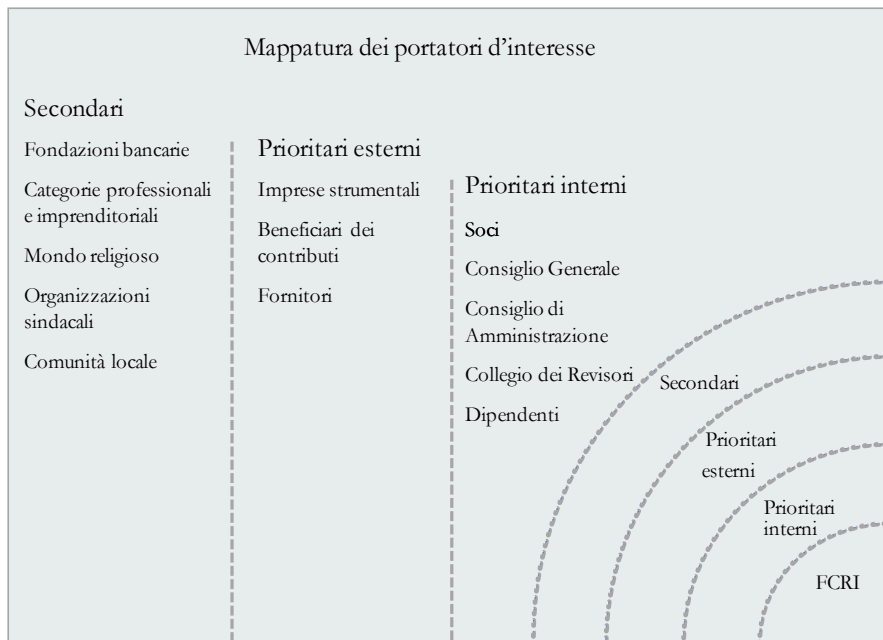 Mappatura dei portatori d'interesse
Secondari
Fondazioni bancarie
Categorie professionali
e imprenditoriali
Mondo religioso
Organizzazioni
sindacali
Comunità locale
Prioritari esterni
Imprese strumentali
Beneficiari dei
contributi
Fornitori
Prioritari interni
Soci
Consiglio Generale
Consiglio di
Amministrazione
Collegio dei Revisori
Dipendenti
Secondari
Prioritari
esterni
Prioritari
interni
FCRI